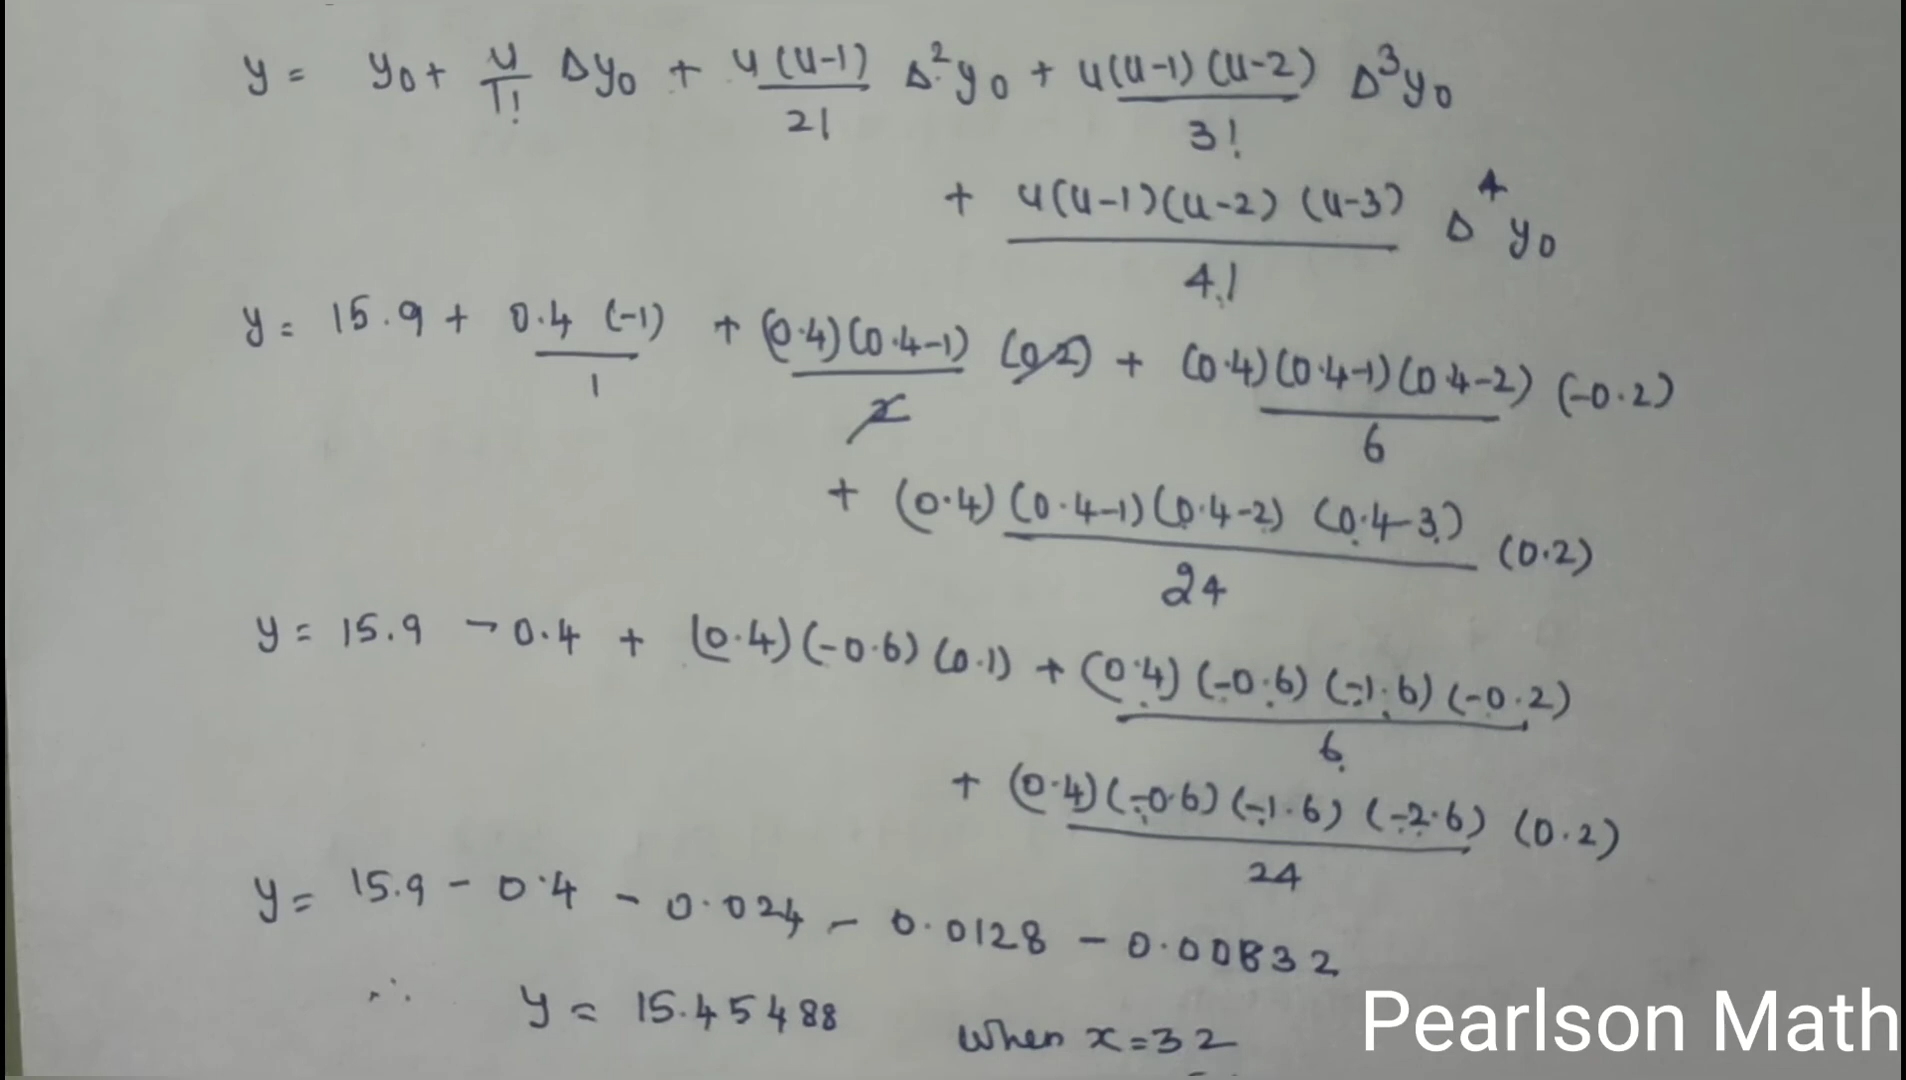 y = y₀ + u/1! Δy₀ + u(u-1)/2! Δ²y₀ + u(u-1)(u-2)/3! Δ³y₀
+ u(u-1)(u-2)(u-3)/4! Δ⁴y₀
y = 15.9 + 0.4 (-1)/1 + (0.4)(0.4-1)/2 (0.2) + (0.4)(0.4-1)(0.4-2)/6 (-0.2)
+ (0.4)(0.4-1)(0.4-2)(0.4-3)/24 (0.2)
y = 15.9 - 0.4 + (0.4)(-0.6)(0.1) + (0.4)(-0.6)(-1.6)(-0.2)/6
+ (0.4)(-0.6)(-1.6)(-2.6)/24 (0.2)
y = 15.9 - 0.4 - 0.024 - 0.0128 - 0.00832
∴ y = 15.45488 When x=32
Pearlson Math